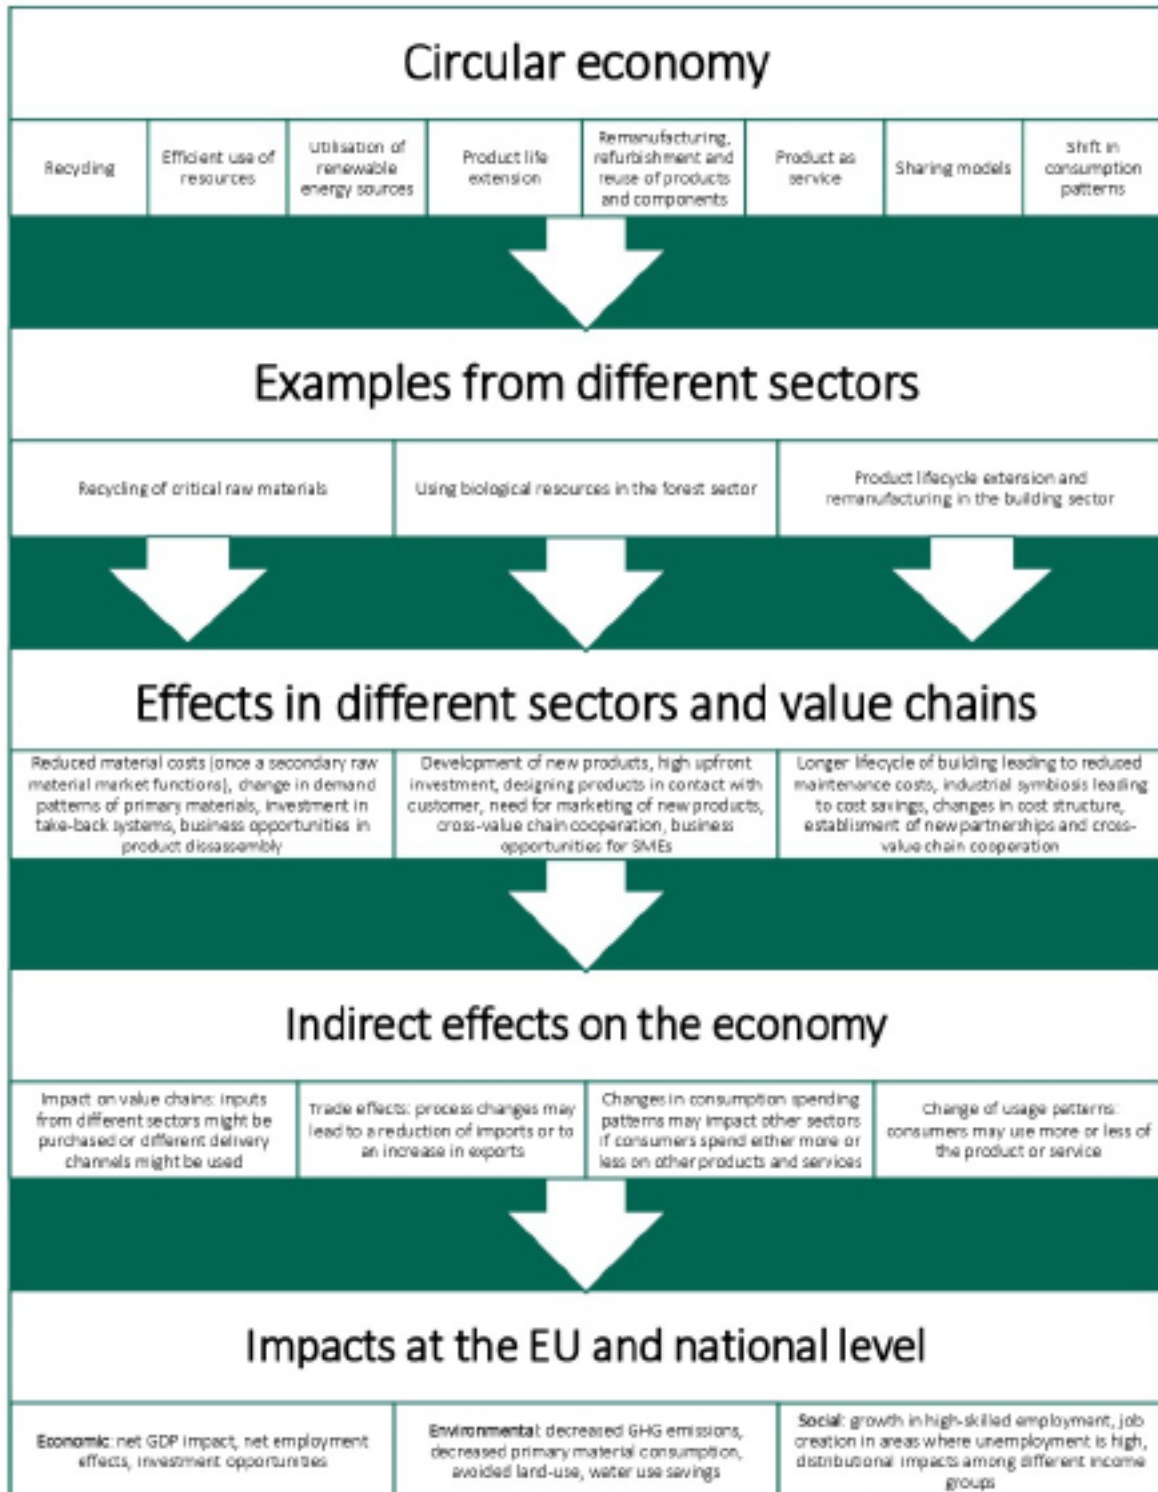 Circular economy
Recycling
Efficient use of
resources
Utilisation of
renewable
energy sources
Product life
extension
Remanufacturing,
refurbishment and
reuse of products
and components
Product as
service
Sharing models
Shift in
consumption
patterns
Examples from different sectors
Recycling of critical raw materials
Using biological resources in the forest sector
Product lifecycle extension and
remanufacturing in the building sector
Effects in different sectors and value chains
Reduced material costs (once a secondary raw
material market functions), change in demand
patterns of primary materials, investment in
take-back systems, business opportunities in
product dissassembly
Development of new products, high upfront
investment, designing products in contact with
customer, need for marketing of new products,
cross-value chain cooperation, business
opportunities for SMEs
Longer lifecycle of building leading to reduced
maintenance costs, industrial symbiosis leading
to cost savings, changes in cost structure,
establisment of new partnerships and cross-
value chain cooperation
Indirect effects on the economy
Impact on value chains: inputs
from different sectors might be
purchased or different delivery
channels might be used
Trade effects: process changes may
lead to a reduction of imports or to
an increase in exports
Changes in consumption spending
patterns may impact other sectors
if consumers spend either more or
less on other products and services
Change of usage patterns:
consumers may use more or less of
the product or service
Impacts at the EU and national level
Economic: net GDP impact, net employment
effects, investment opportunities
Environmental: decreased GHG emissions,
decreased primary material consumption,
avoided land-use, water use savings
Social: growth in high-skilled employment, job
creation in areas where unemployment is high,
distributional impacts among different income
groups